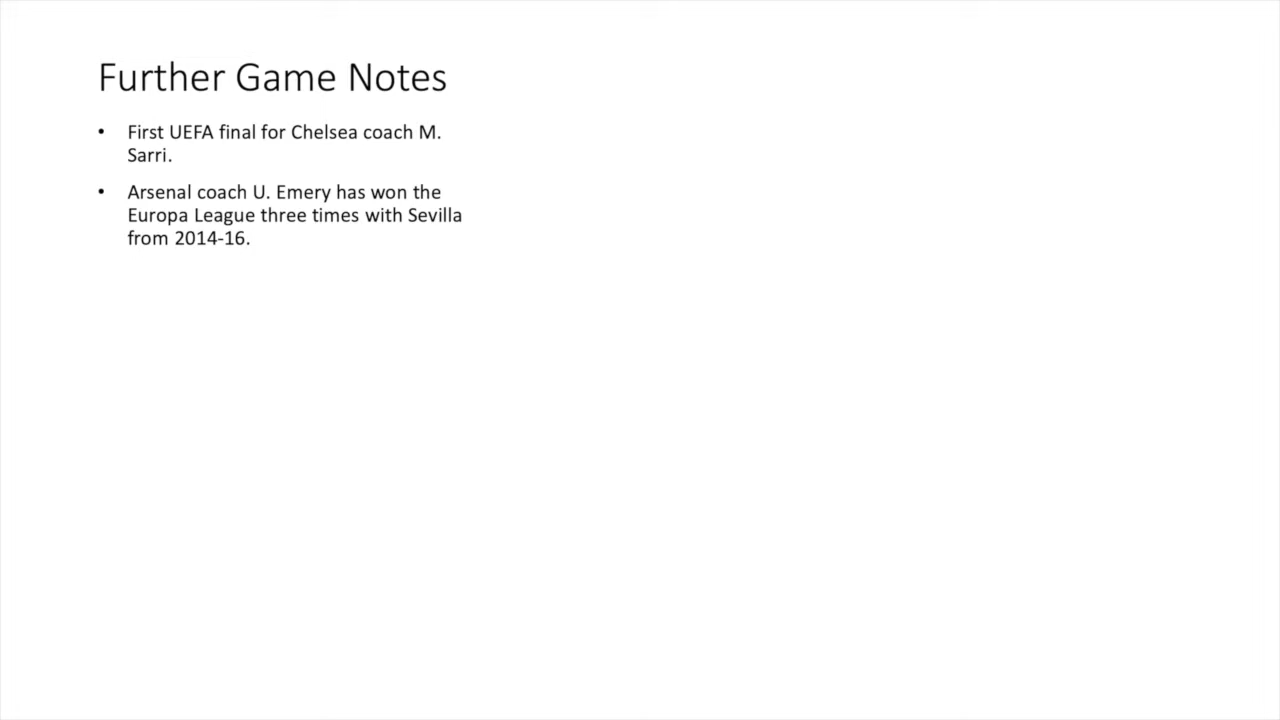 Further Game Notes
• First UEFA final for Chelsea coach M.
Sarri.
• Arsenal coach U. Emery has won the
Europa League three times with Sevilla
from 2014-16.